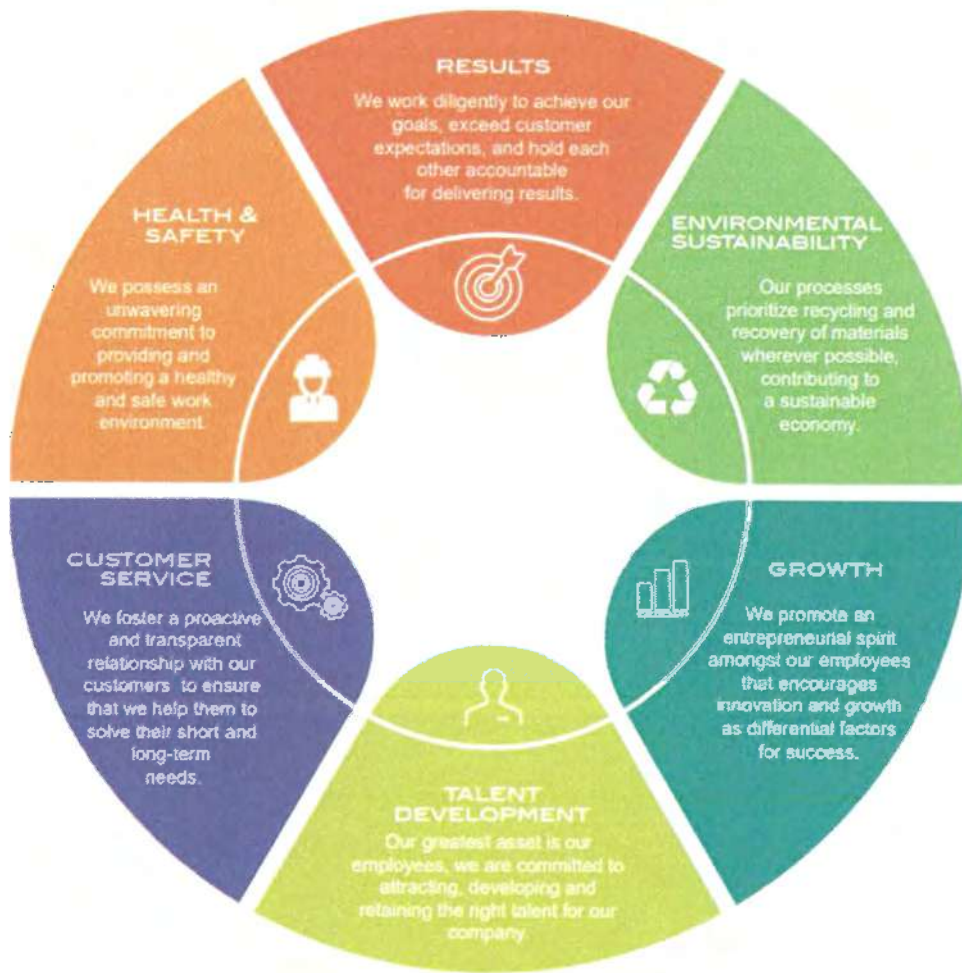 RESULTS
We work diligently to achieve our
goals, exceed customer
expectations, and hold each
other accountable
for delivering results.
ENVIRONMENTAL
SUSTAINABILITY
Our processes
prioritize recycling and
recovery of materials
wherever possible,
contributing to
a sustainable
economy.
GROWTH
We promote an
entrepreneurial spirit
amongst our employees
that encourages
innovation and growth
as differential factors
for success.
TALENT
DEVELOPMENT
Our greatest asset is our
employees, we are committed to
attracting, developing and
retaining the right talent for our
company.
CUSTOMER
SERVICE
We foster a proactive
and transparent
relationship with our
customers to ensure
that we help them to
solve their short and
long-term
needs.
HEALTH &
SAFETY
We possess an
unwavering
commitment to
providing and
promoting a healthy
and safe work
environment.